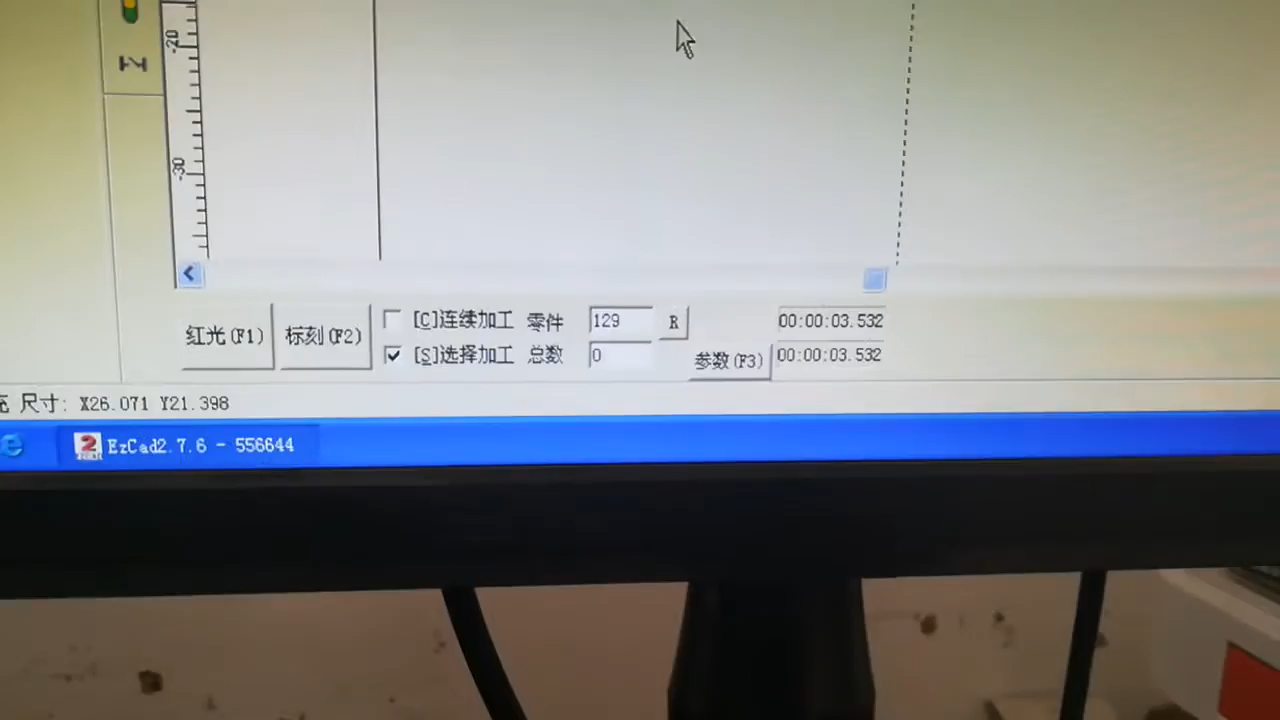 -20
-30
红光(F1) 标刻(F2) [C]连续加工 零件 129 R 00:00:03.532
[S]选择加工 总数 0 参数(F3) 00:00:03.532
尺寸: X26.071 Y21.398
EzCad2.7.6 - 556644